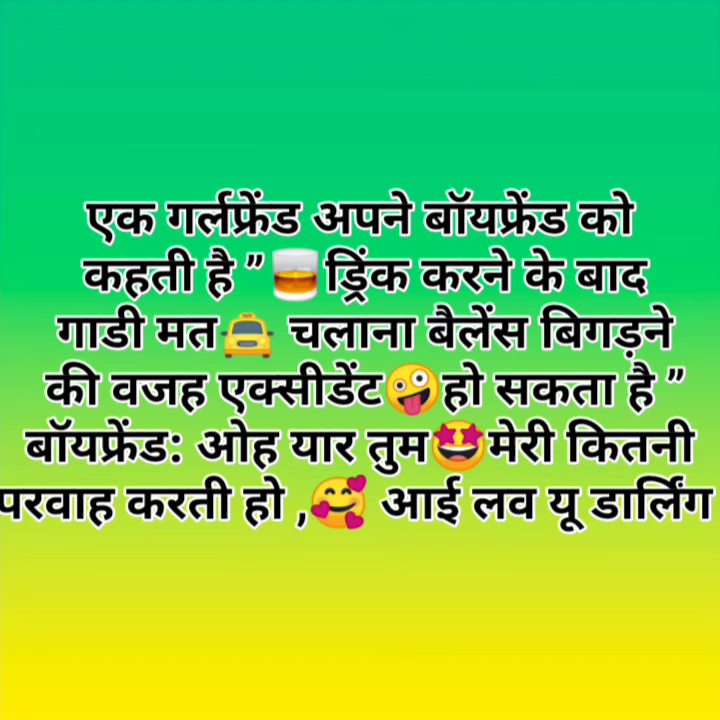 एक गर्लफ्रेंड अपने बॉयफ्रेंड को
कहती है ” 🥃 ड्रिंक करने के बाद
गाडी मत 🚖 चलाना बैलेंस बिगड़ने
की वजह एक्सीडेंट 🤪 हो सकता है ”
बॉयफ्रेंड: ओह यार तुम 🤩 मेरी कितनी
परवाह करती हो , 🥰 आई लव यू डार्लिंग